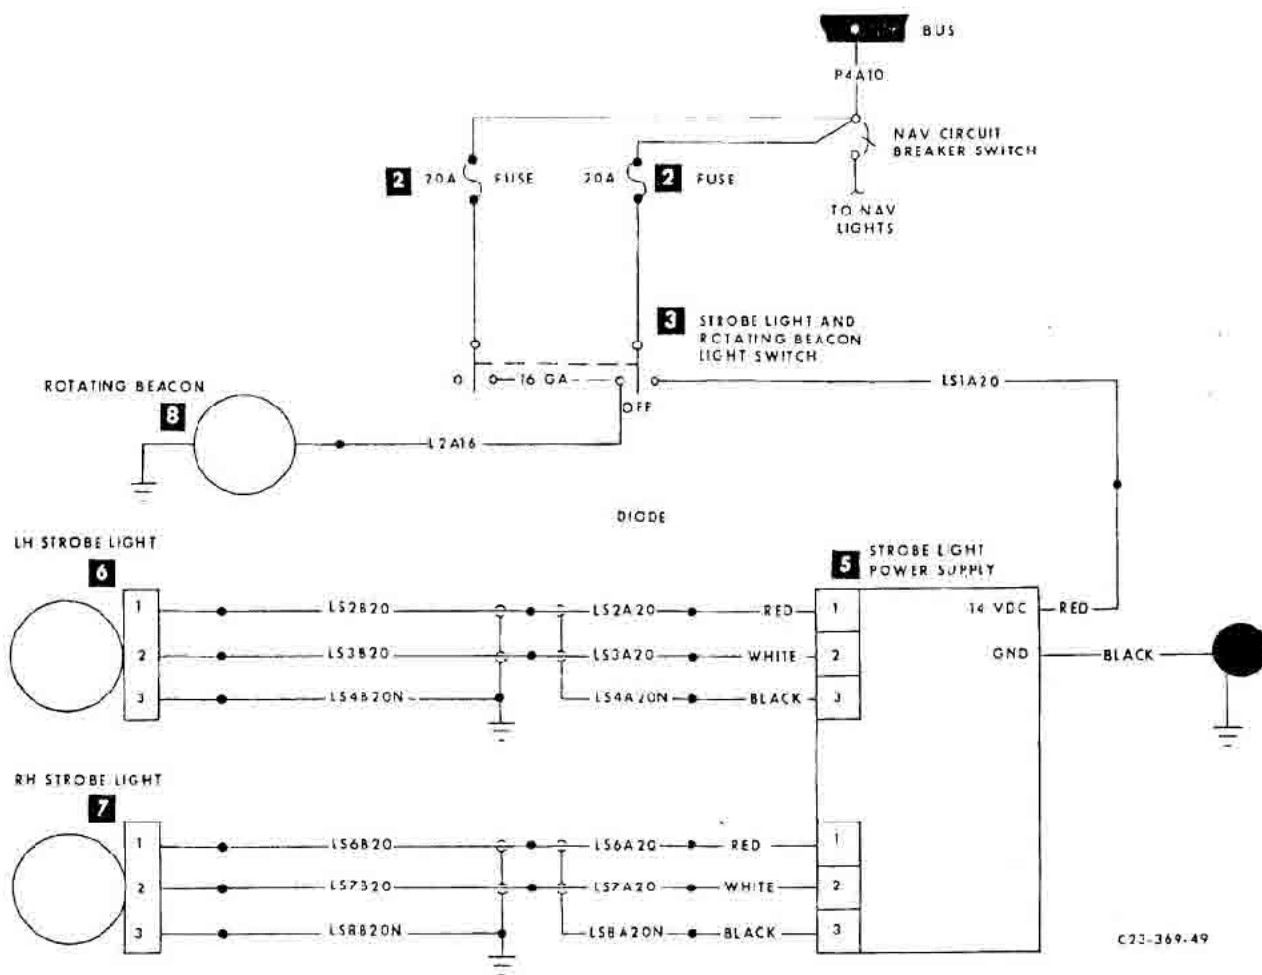 BUS
P4A10
NAV CIRCUIT
BREAKER SWITCH
2 20A FUSE
20A 2 FUSE
TO NAV
LIGHTS
3 STROBE LIGHT AND
ROTATING BEACON
LIGHT SWITCH
16 GA
LS1A20
OFF
ROTATING BEACON
8
L2A16
DIODE
LH STROBE LIGHT
6
5 STROBE LIGHT
POWER SUPPLY
1 LS2B20 LS2A20 RED 1 14 VDC RED
2 LS3B20 LS3A20 WHITE 2 GND BLACK
3 LS4B20N LS4A20N BLACK 3
RH STROBE LIGHT
7
1 LS6B20 LS6A20 RED 1
2 LS7B20 LS7A20 WHITE 2
3 LS8B20N LS8A20N BLACK 3
C23-369-49